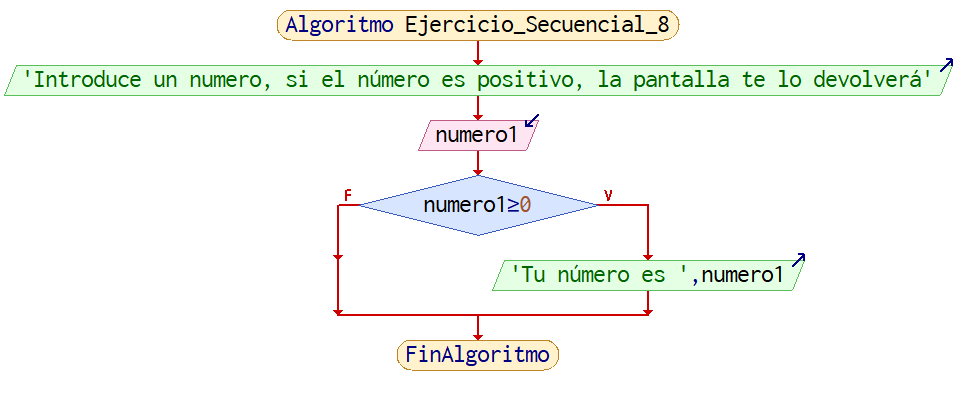 Algoritmo Ejercicio_Secuencial_8
'Introduce un numero, si el número es positivo, la pantalla te lo devolverá'
numero1
F
V
numero1≥0
'Tu número es ',numero1
FinAlgoritmo